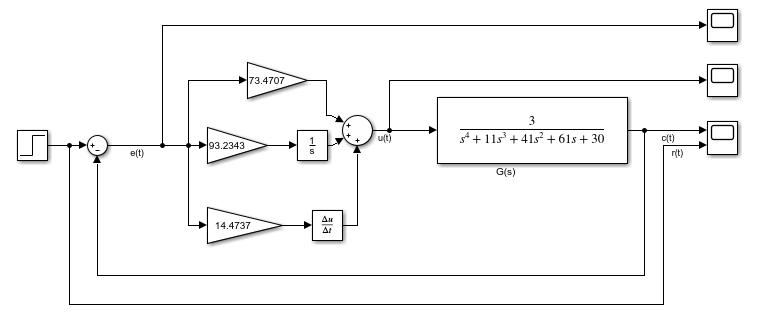 73.4707
+
+
+
+
−
e(t)
93.2343
1
s
u(t)
3
s⁴ + 11s³ + 41s² + 61s + 30
c(t)
r(t)
G(s)
14.4737
Δu
Δt